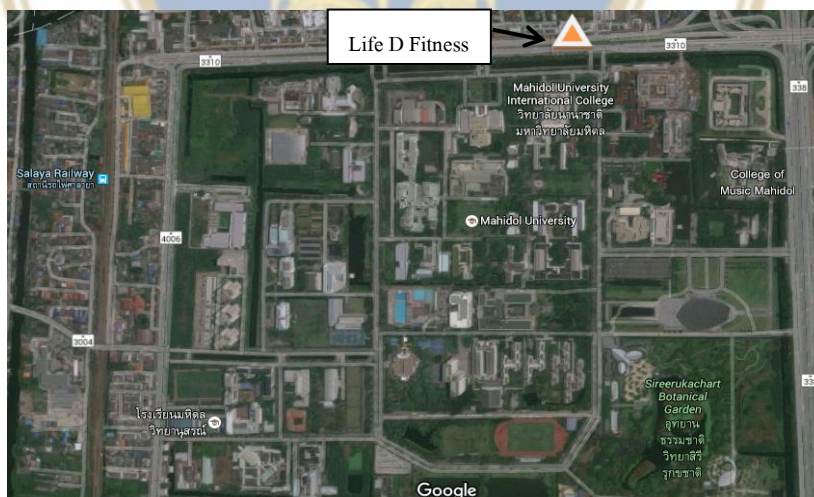 Life D Fitness
3310
3310
Mahidol University
International College
วิทยาลัยนานาชาติ
มหาวิทยาลัยมหิดล
338
Salaya Railway
สถานีรถไฟศาลายา
College of
Music Mahidol
Mahidol University
4006
3004
Sireerukachart
Botanical
Garden
อุทยาน
ธรรมชาติ
วิทยาสิรี
รุกขชาติ
โรงเรียนมหิดล
วิทยานุสรณ์
Google